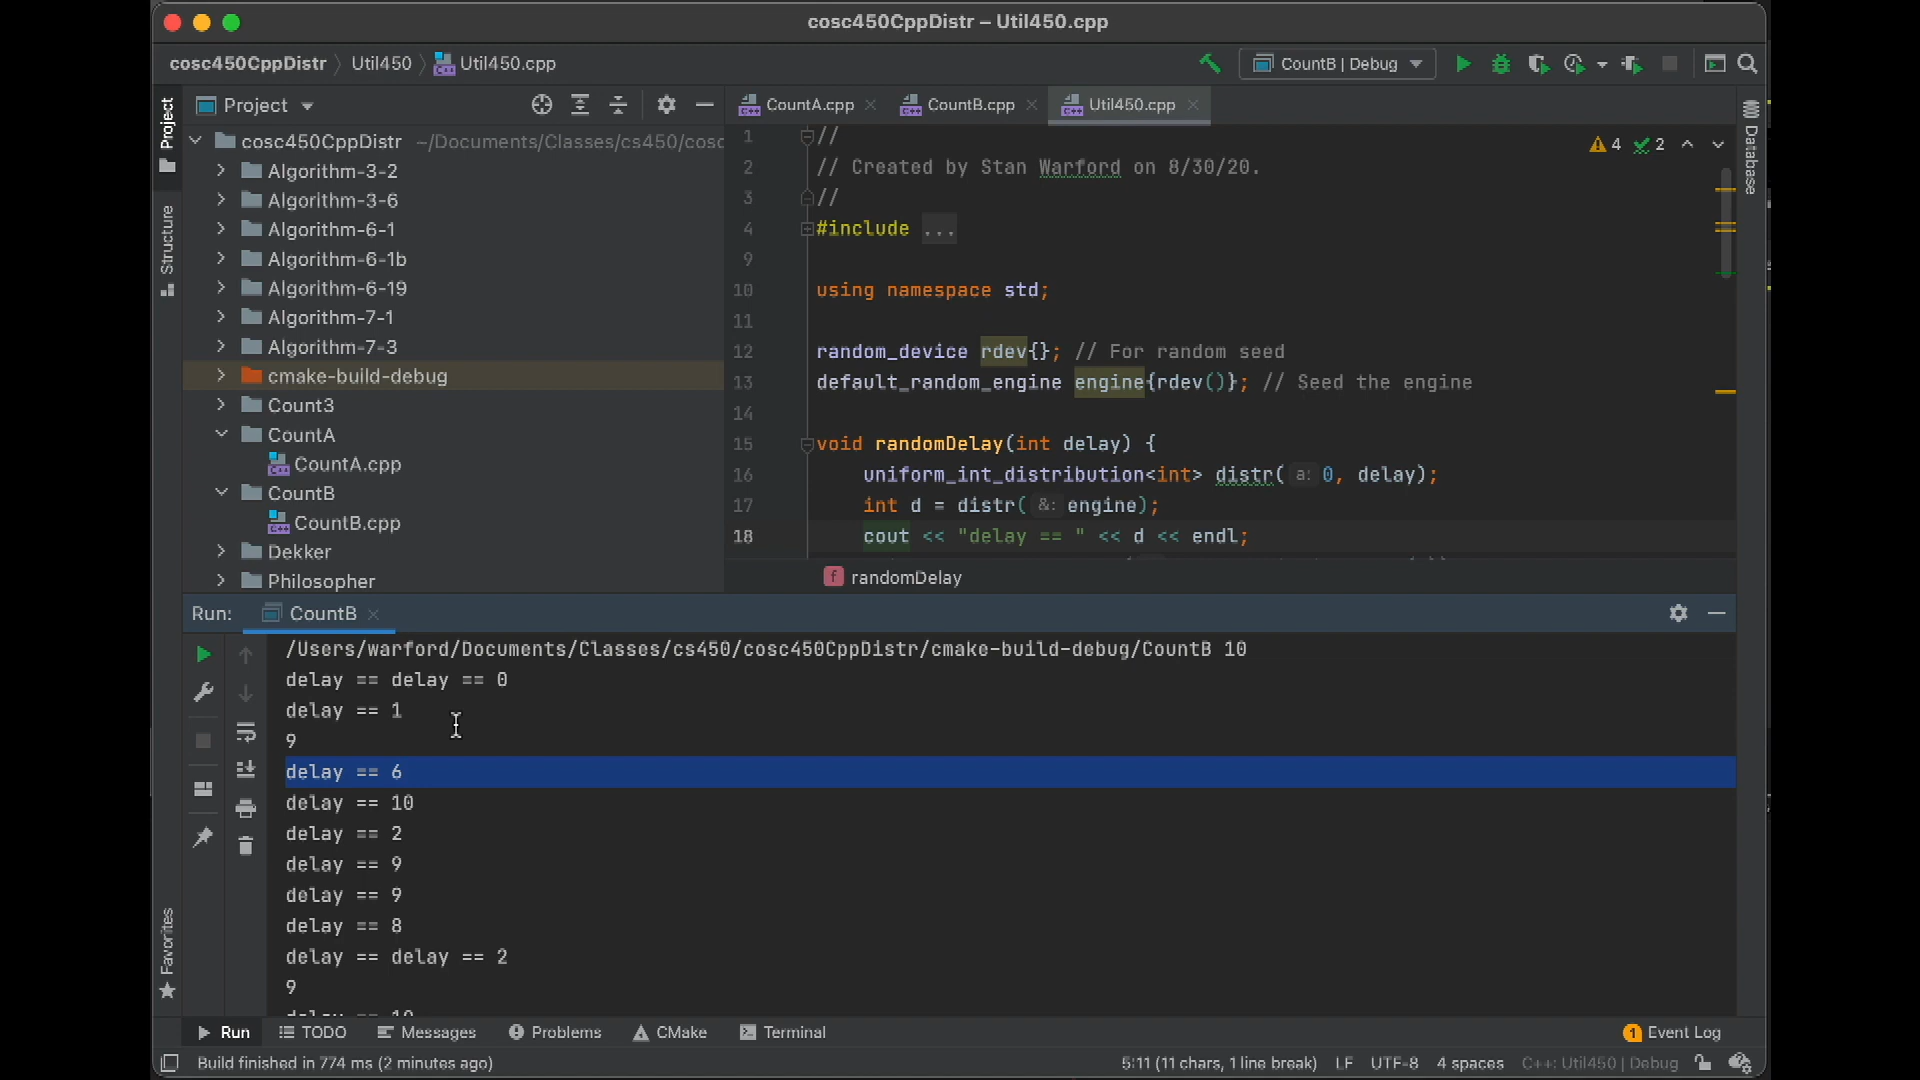 cosc450CppDistr – Util450.cpp
cosc450CppDistr Util450 Util450.cpp CountB | Debug
Project
CountA.cpp CountB.cpp Util450.cpp
Project
Structure
Favorites
Database
cosc450CppDistr ~/Documents/Classes/cs450/cosc
Algorithm-3-2
Algorithm-3-6
Algorithm-6-1
Algorithm-6-1b
Algorithm-6-19
Algorithm-7-1
Algorithm-7-3
cmake-build-debug
Count3
CountA
CountA.cpp
CountB
CountB.cpp
Dekker
Philosopher
4 2
1 //
2 // Created by Stan Warford on 8/30/20.
3 //
4 #include ...
9
10 using namespace std;
11
12 random_device rdev{}; // For random seed
13 default_random_engine engine{rdev()}; // Seed the engine
14
15 void randomDelay(int delay) {
16 uniform_int_distribution<int> distr( a: 0, delay);
17 int d = distr( &: engine);
18 cout << "delay == " << d << endl;
f randomDelay
Run: CountB
/Users/warford/Documents/Classes/cs450/cosc450CppDistr/cmake-build-debug/CountB 10
delay == delay == 0
delay == 1
9
delay == 6
delay == 10
delay == 2
delay == 9
delay == 9
delay == 8
delay == delay == 2
9
Run TODO Messages Problems CMake Terminal 1 Event Log
Build finished in 774 ms (2 minutes ago) 5:11 (11 chars, 1 line break) LF UTF-8 4 spaces C++: Util450 | Debug